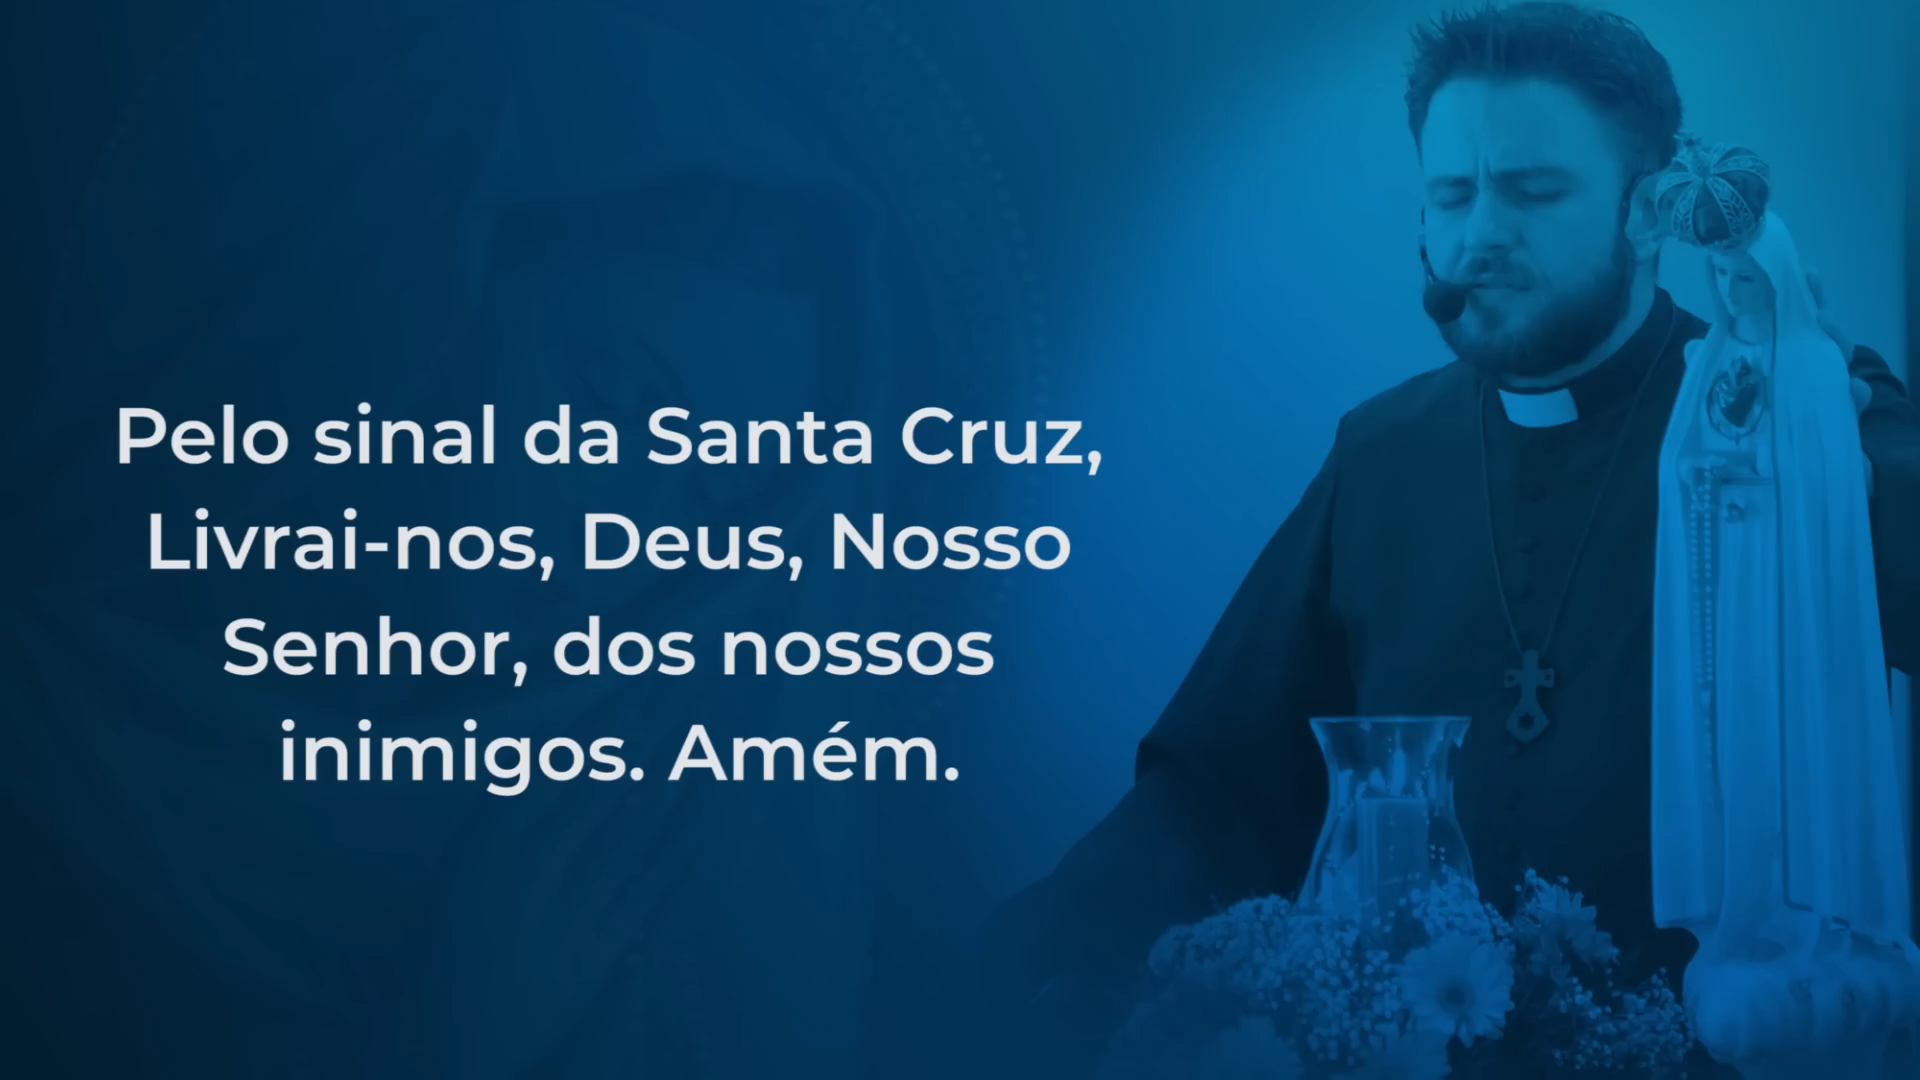 Pelo sinal da Santa Cruz,
Livrai-nos, Deus, Nosso
Senhor, dos nossos
inimigos. Amém.